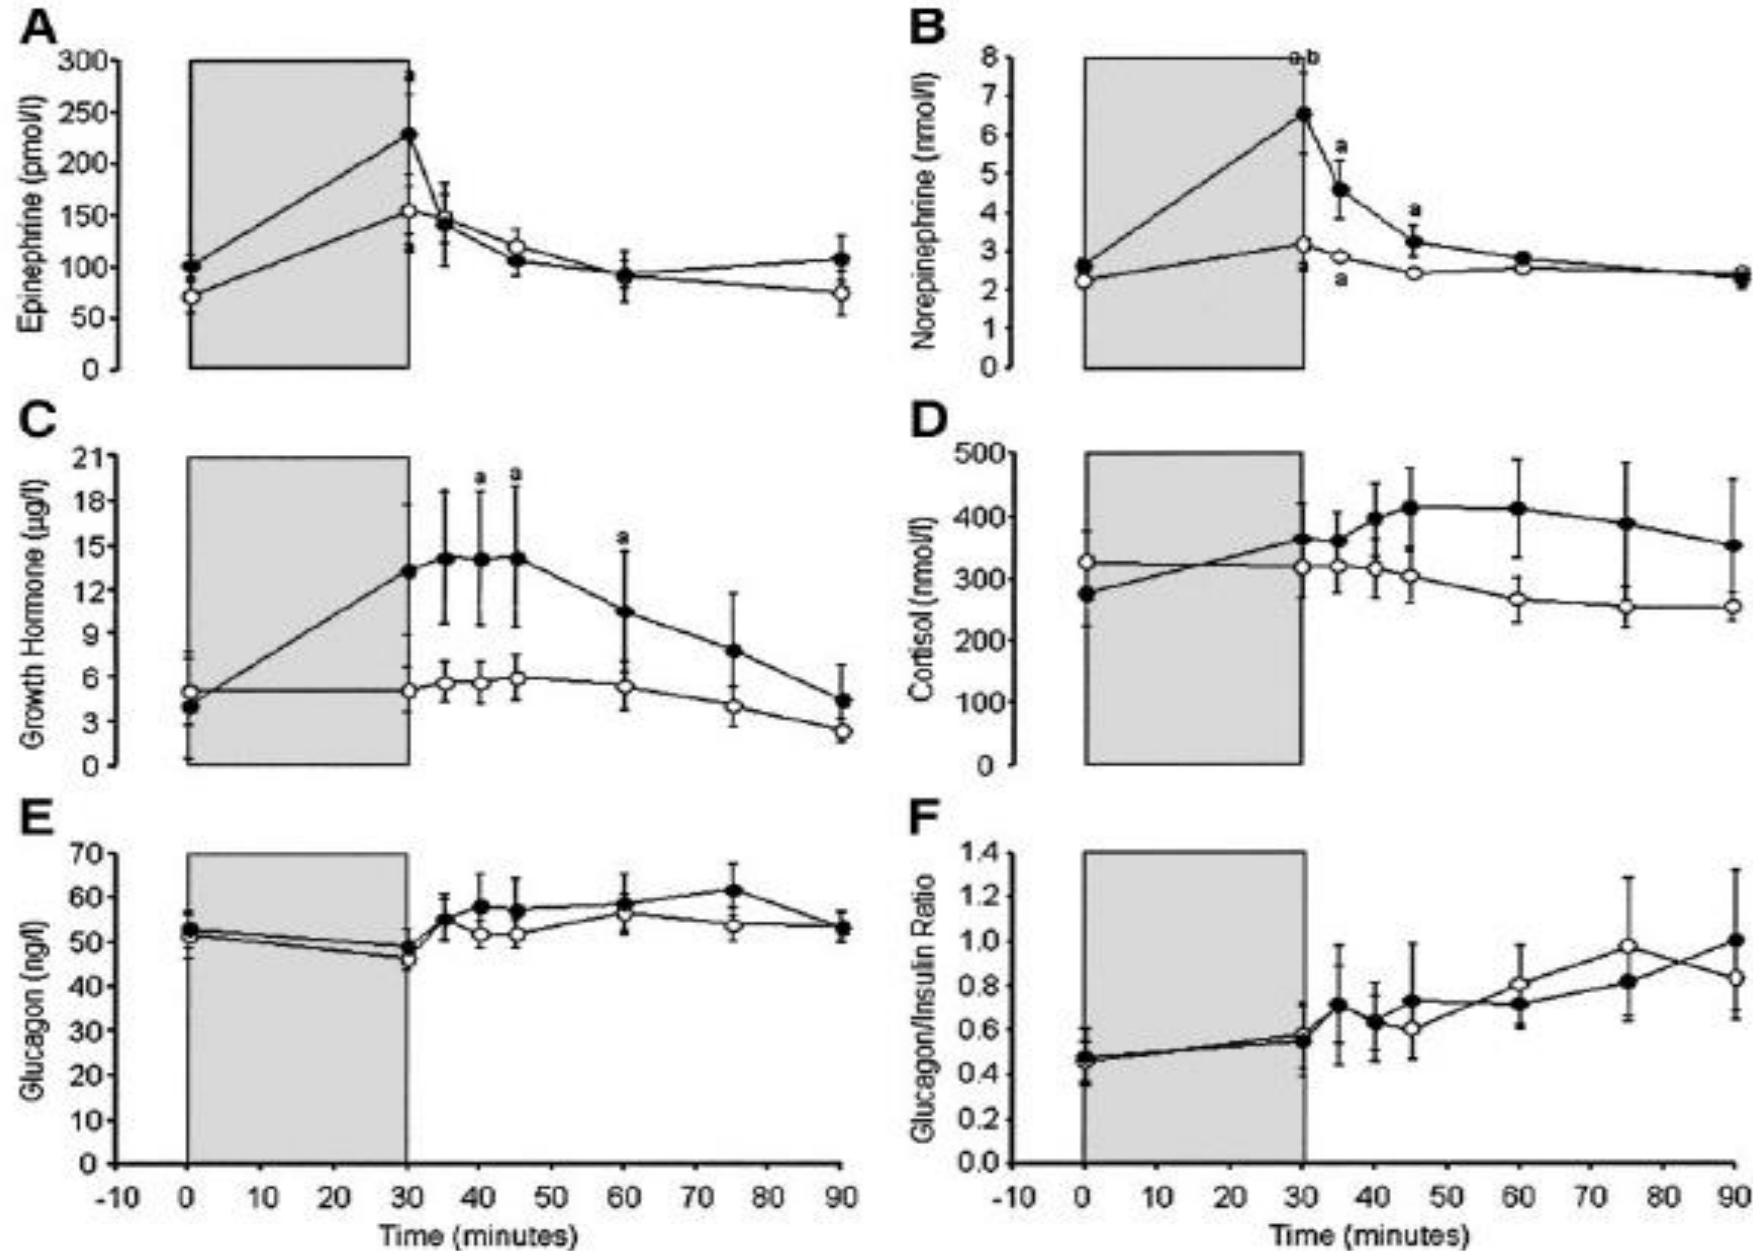 A
Epinephrine (pmol/l)
300
250
200
150
100
50
0
a
a
B
Norepinephrine (nmol/l)
8
7
6
5
4
3
2
1
0
a b
a
a
a
a
C
Growth Hormone (µg/l)
21
18
15
12
9
6
3
0
a
a
a
D
Cortisol (nmol/l)
500
400
300
200
100
0
E
Glucagon (ng/l)
70
60
50
40
30
20
10
0
-10 0 10 20 30 40 50 60 70 80 90
Time (minutes)
F
Glucagon/Insulin Ratio
1.4
1.2
1.0
0.8
0.6
0.4
0.2
0.0
-10 0 10 20 30 40 50 60 70 80 90
Time (minutes)